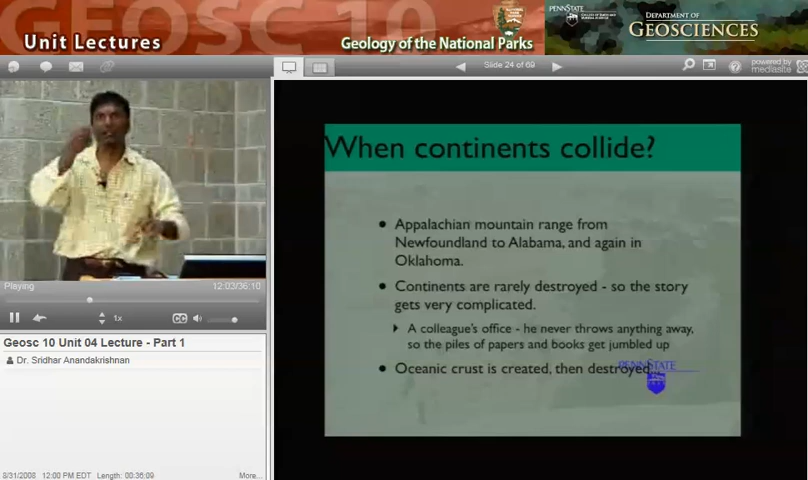 GEOSC 10
Unit Lectures
Geology of the National Parks
PENNSTATE
DEPARTMENT OF
GEOSCIENCES
Slide 24 of 69
powered by
mediasite
When continents collide?
Appalachian mountain range from
Newfoundland to Alabama, and again in
Oklahoma.
Continents are rarely destroyed - so the story
gets very complicated.
A colleague's office - he never throws anything away,
so the piles of papers and books get jumbled up
Oceanic crust is created, then destroyed.
PENNSTATE
Playing
12:03/36:10
1x
CC
Geosc 10 Unit 04 Lecture - Part 1
Dr. Sridhar Anandakrishnan
8/31/2008 12:00 PM EDT Length: 00:36:09
More...